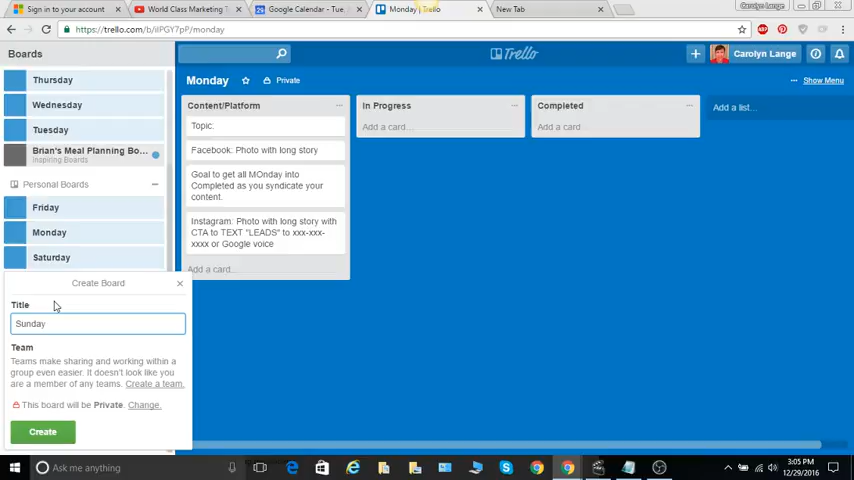 Sign in to your account
World Class Marketing T
Google Calendar - Tue,
Monday | Trello
New Tab
Carolyn Lange
https://trello.com/b/iIPGY7pP/monday
Boards
Trello
Carolyn Lange
Thursday
Wednesday
Tuesday
Brian's Meal Planning Bo...
Inspiring Boards
Personal Boards
Friday
Monday
Saturday
Create Board
Title
Sunday
Team
Teams make sharing and working within a
group even easier. It doesn't look like you
are a member of any teams. Create a team.
This board will be Private. Change.
Create
Monday
Private
... Show Menu
Content/Platform
Topic:
Facebook: Photo with long story
Goal to get all MOnday into
Completed as you syndicate your
content.
Instagram: Photo with long story with
CTA to TEXT "LEADS" to xxx-xxx-
xxxx or Google voice
Add a card...
In Progress
Add a card...
Completed
Add a card...
Add a list...
Ask me anything
3:05 PM
12/29/2016